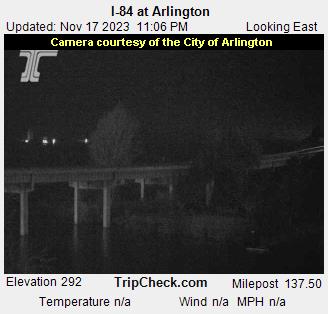 I-84 at Arlington
Updated: Nov 17 2023 11:06 PM Looking East
Camera courtesy of the City of Arlington
Elevation 292 TripCheck.com Milepost 137.50
Temperature n/a Wind n/a MPH n/a